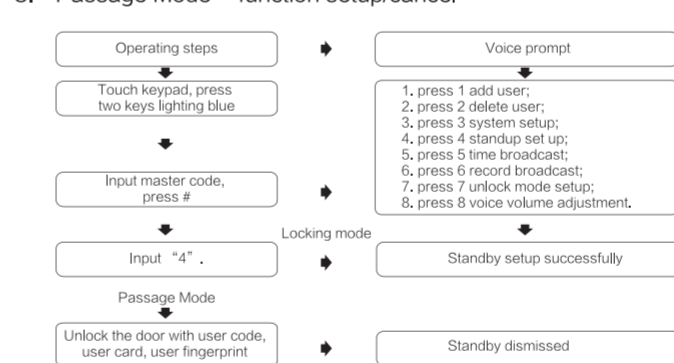 Operating steps
Voice prompt
Touch keypad, press
two keys lighting blue
1. press 1 add user;
2. press 2 delete user;
3. press 3 system setup;
4. press 4 standup set up;
5. press 5 time broadcast;
6. press 6 record broadcast;
7. press 7 unlock mode setup;
8. press 8 voice volume adjustment.
Input master code,
press #
Locking mode
Input “4”.
Standby setup successfully
Passage Mode
Unlock the door with user code,
user card, user fingerprint
Standby dismissed